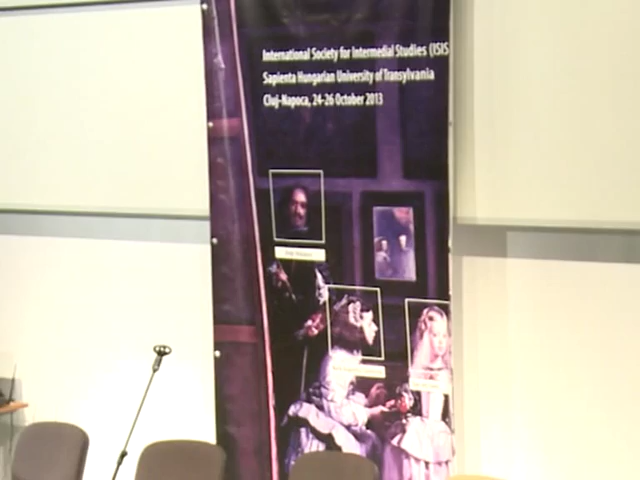 International Society for Intermedial Studies (ISIS
Sapienta Hungarian University of Transylvania
Cluj-Napoca, 24-26 October 2013